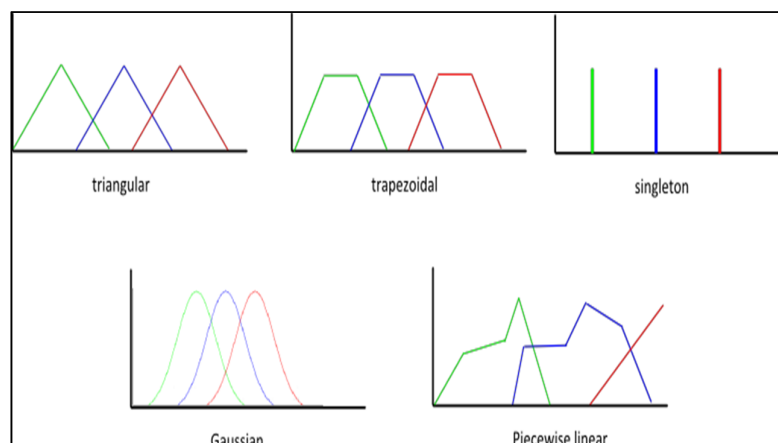 triangular
trapezoidal
singleton
Gaussian
Piecewise linear